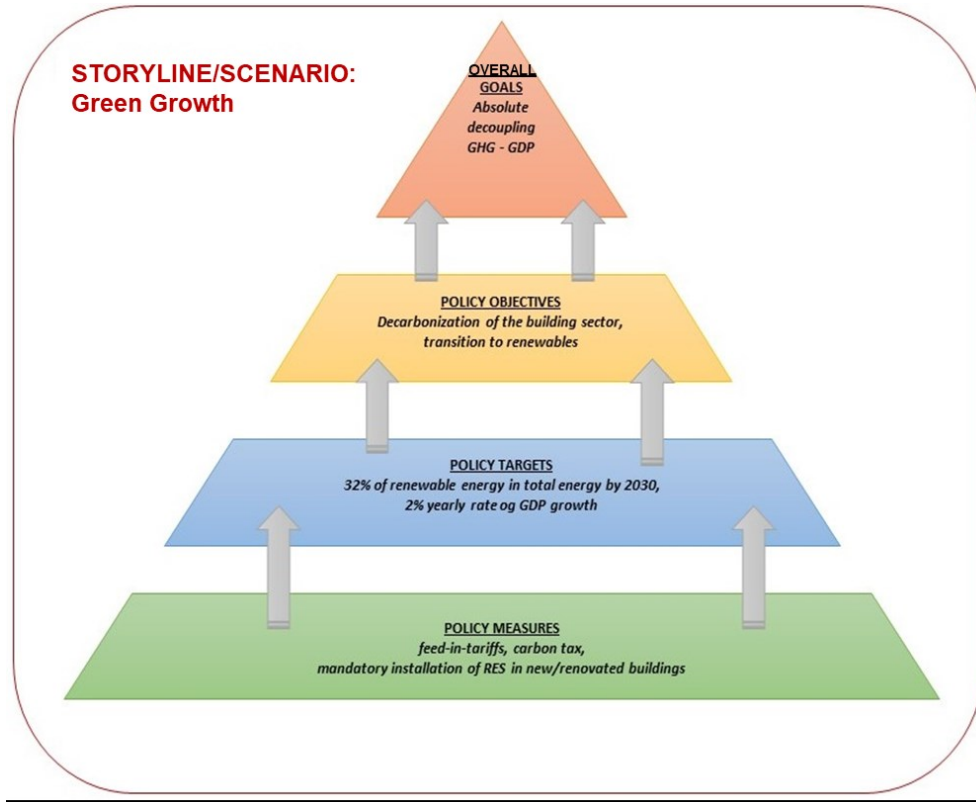 STORYLINE/SCENARIO:
Green Growth
OVERALL
GOALS
Absolute
decoupling
GHG - GDP
POLICY OBJECTIVES
Decarbonization of the building sector,
transition to renewables
POLICY TARGETS
32% of renewable energy in total energy by 2030,
2% yearly rate og GDP growth
POLICY MEASURES
feed-in-tariffs, carbon tax,
mandatory installation of RES in new/renovated buildings